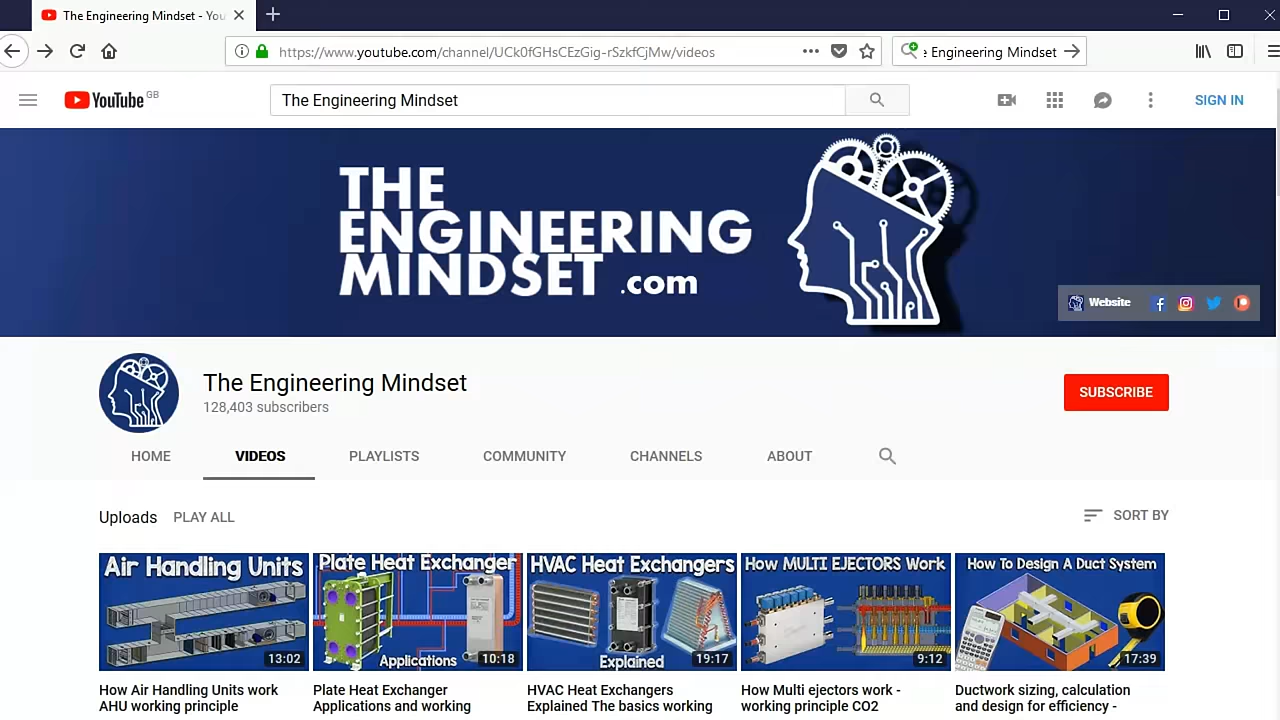 The Engineering Mindset - You
https://www.youtube.com/channel/UCk0fGHsCEzGig-rSzkfCjMw/videos
Engineering Mindset
YouTube GB
The Engineering Mindset
SIGN IN
THE
ENGINEERING
MINDSET .com
Website
The Engineering Mindset
128,403 subscribers
SUBSCRIBE
HOME
VIDEOS
PLAYLISTS
COMMUNITY
CHANNELS
ABOUT
Uploads
PLAY ALL
SORT BY
Air Handling Units
13:02
How Air Handling Units work
AHU working principle
Plate Heat Exchanger
Applications
10:18
Plate Heat Exchanger
Applications and working
HVAC Heat Exchangers
Explained
19:17
HVAC Heat Exchangers
Explained The basics working
How MULTI EJECTORS Work
9:12
How Multi ejectors work -
working principle CO2
How To Design A Duct System
17:39
Ductwork sizing, calculation
and design for efficiency -